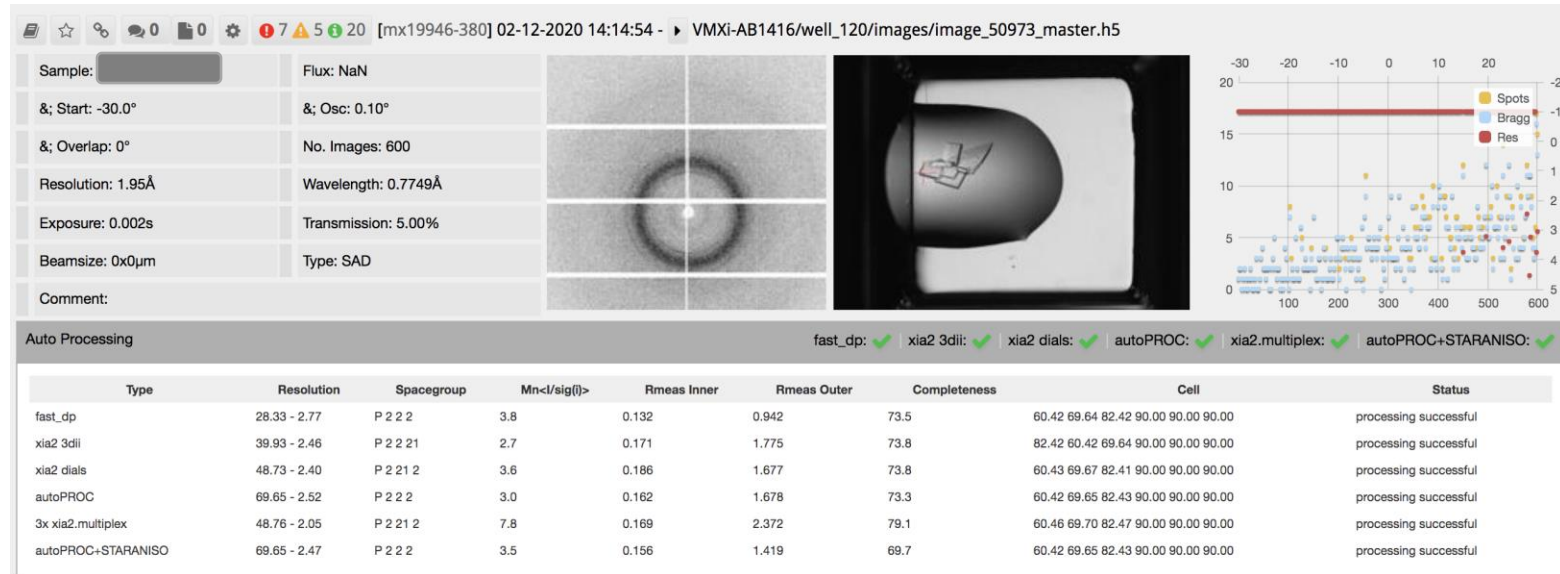 0 0 7 5 20 [mx19946-380] 02-12-2020 14:14:54 - VMXi-AB1416/well_120/images/image_50973_master.h5
Sample: Flux: NaN
&; Start: -30.0° &; Osc: 0.10°
&; Overlap: 0° No. Images: 600
Resolution: 1.95Å Wavelength: 0.7749Å
Exposure: 0.002s Transmission: 5.00%
Beamsize: 0x0µm Type: SAD
Comment:
-30 -20 -10 0 10 20
20 -2
Spots
Bragg -1
Res
15 0
1
10 2
3
5 4
0 5
100 200 300 400 500 600
Auto Processing fast_dp: xia2 3dii: xia2 dials: autoPROC: xia2.multiplex: autoPROC+STARANISO:
Type Resolution Spacegroup Mn<I/sig(i)> Rmeas Inner Rmeas Outer Completeness Cell Status
fast_dp 28.33 - 2.77 P 2 2 2 3.8 0.132 0.942 73.5 60.42 69.64 82.42 90.00 90.00 90.00 processing successful
xia2 3dii 39.93 - 2.46 P 2 2 21 2.7 0.171 1.775 73.8 82.42 60.42 69.64 90.00 90.00 90.00 processing successful
xia2 dials 48.73 - 2.40 P 2 21 2 3.6 0.186 1.677 73.8 60.43 69.67 82.41 90.00 90.00 90.00 processing successful
autoPROC 69.65 - 2.52 P 2 2 2 3.0 0.162 1.678 73.3 60.42 69.65 82.43 90.00 90.00 90.00 processing successful
3x xia2.multiplex 48.76 - 2.05 P 2 21 2 7.8 0.169 2.372 79.1 60.46 69.70 82.47 90.00 90.00 90.00 processing successful
autoPROC+STARANISO 69.65 - 2.47 P 2 2 2 3.5 0.156 1.419 69.7 60.42 69.65 82.43 90.00 90.00 90.00 processing successful